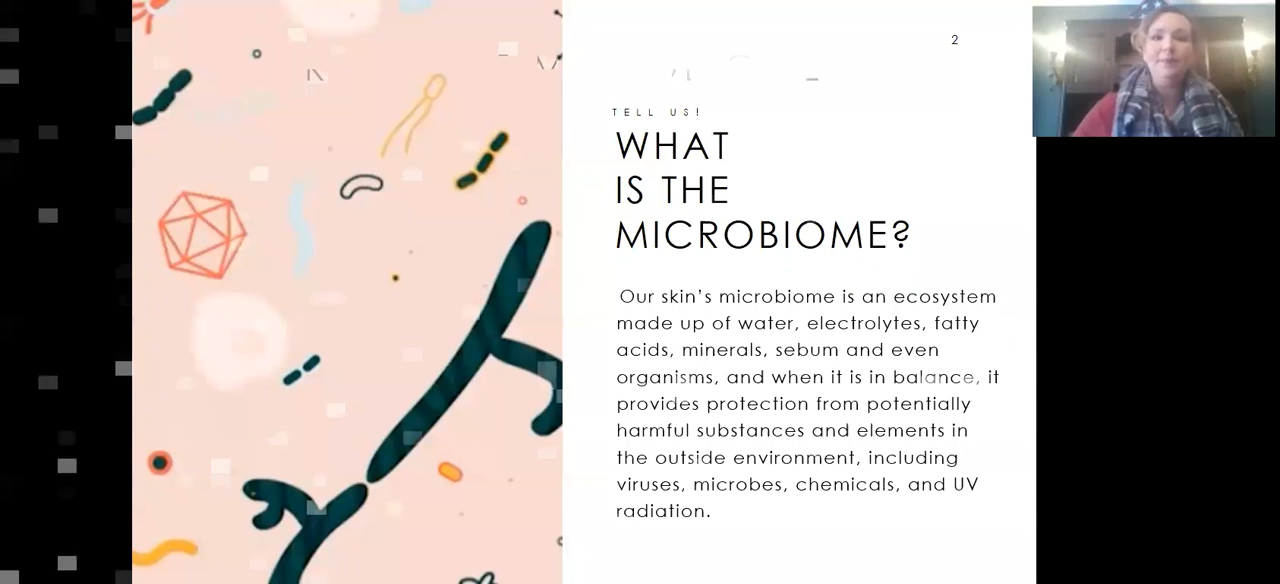 2
TELL US!
WHAT
IS THE
MICROBIOME?
Our skin's microbiome is an ecosystem
made up of water, electrolytes, fatty
acids, minerals, sebum and even
organisms, and when it is in balance, it
provides protection from potentially
harmful substances and elements in
the outside environment, including
viruses, microbes, chemicals, and UV
radiation.